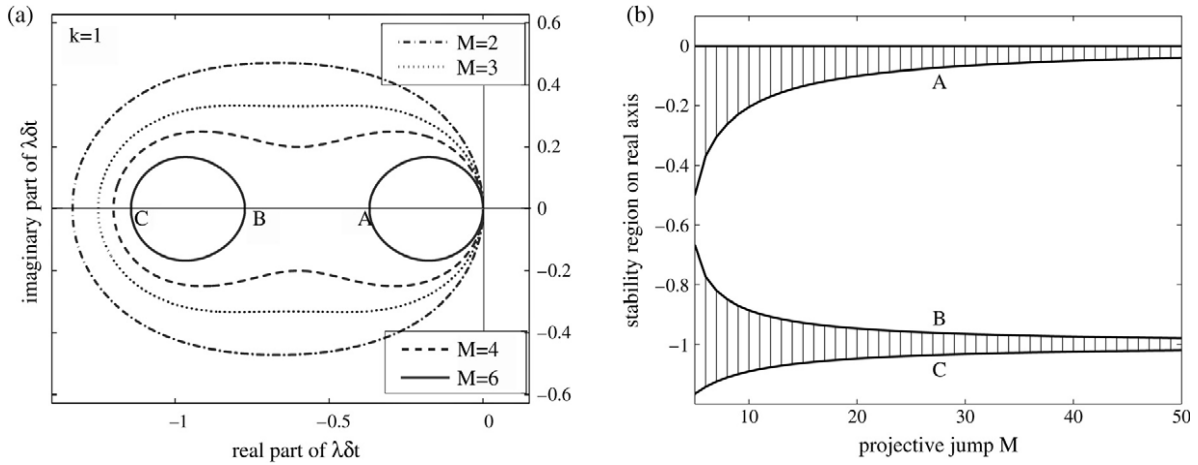 (a)
k=1
M=2
M=3
0.6
0.4
0.2
0
−0.2
−0.4
−0.6
imaginary part of λδt
C
B
A
M=4
M=6
−1
−0.5
0
real part of λδt
(b)
stability region on real axis
0
−0.2
−0.4
−0.6
−0.8
−1
A
B
C
10
20
30
40
50
projective jump M